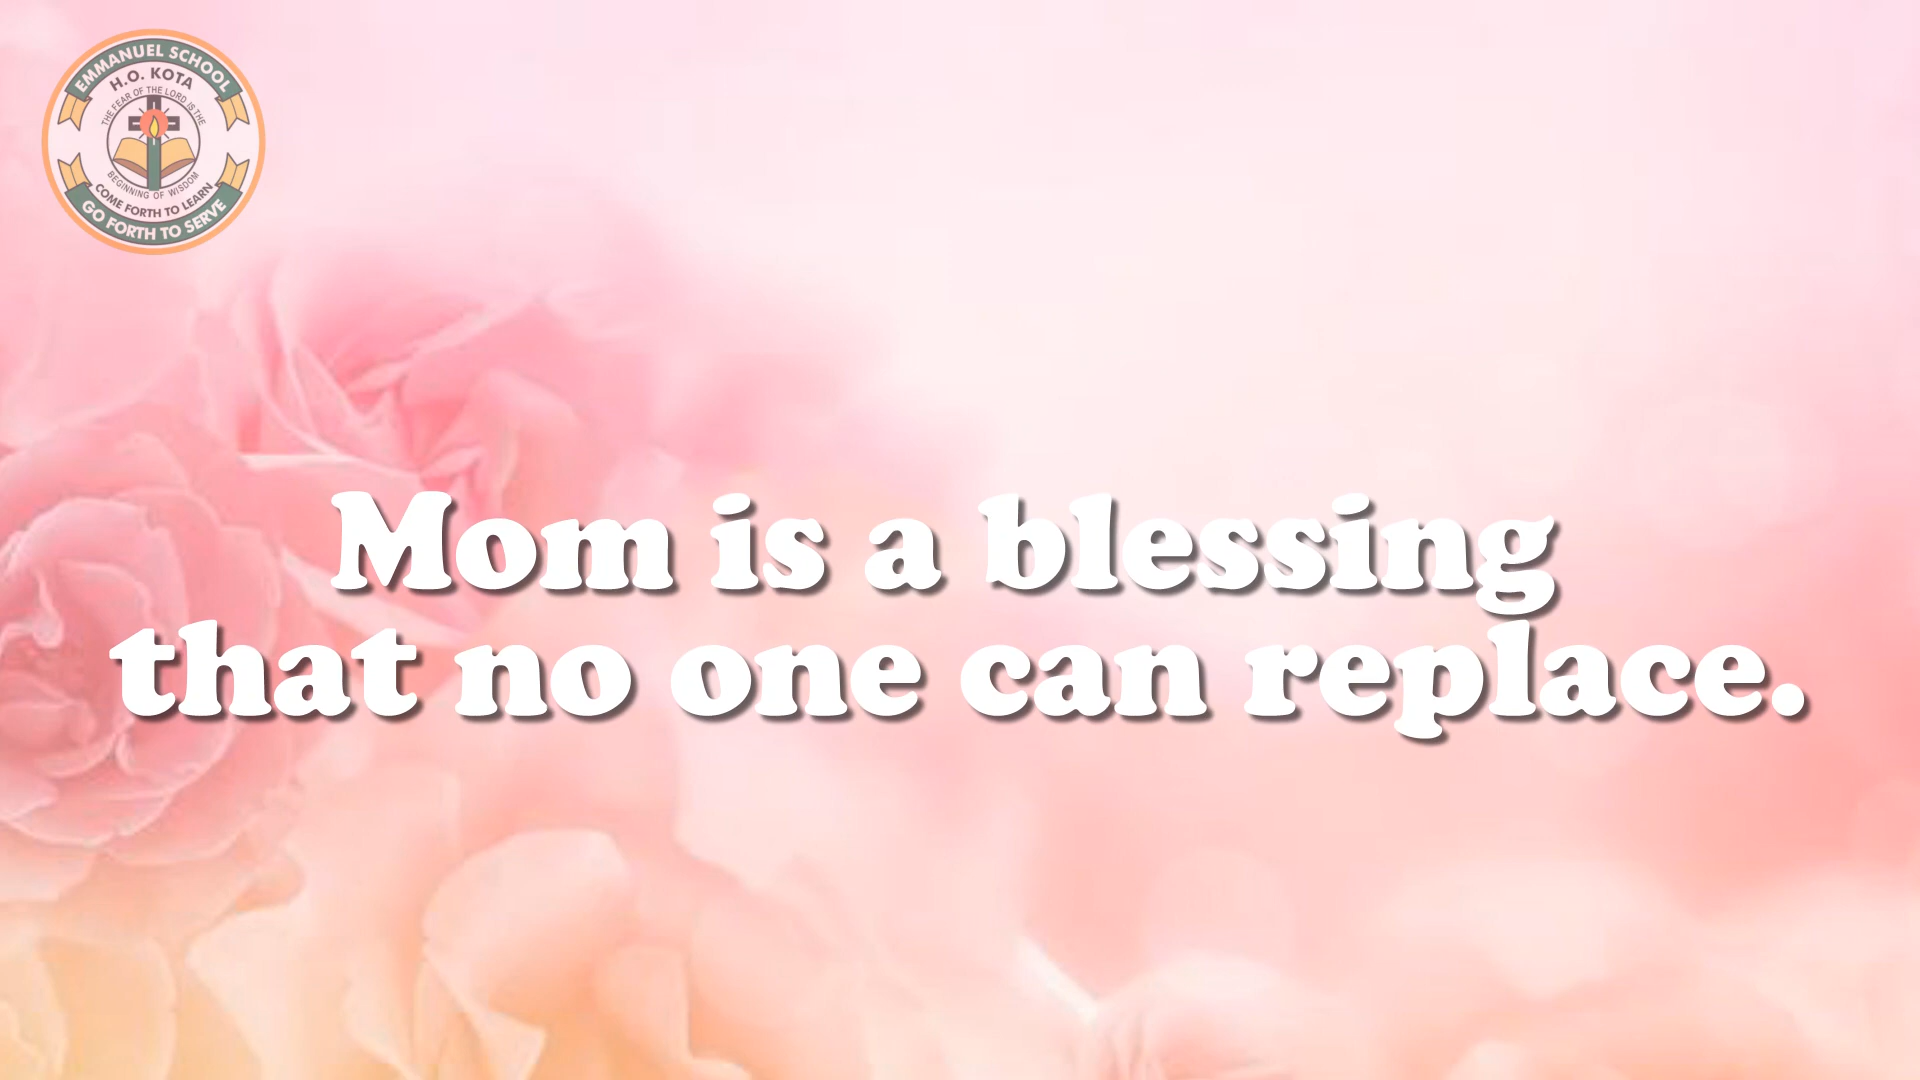 EMMANUEL SCHOOL
H.O. KOTA
THE FEAR OF THE LORD IS THE
BEGINNING OF WISDOM
COME FORTH TO LEARN
GO FORTH TO SERVE
Mom is a blessing
that no one can replace.